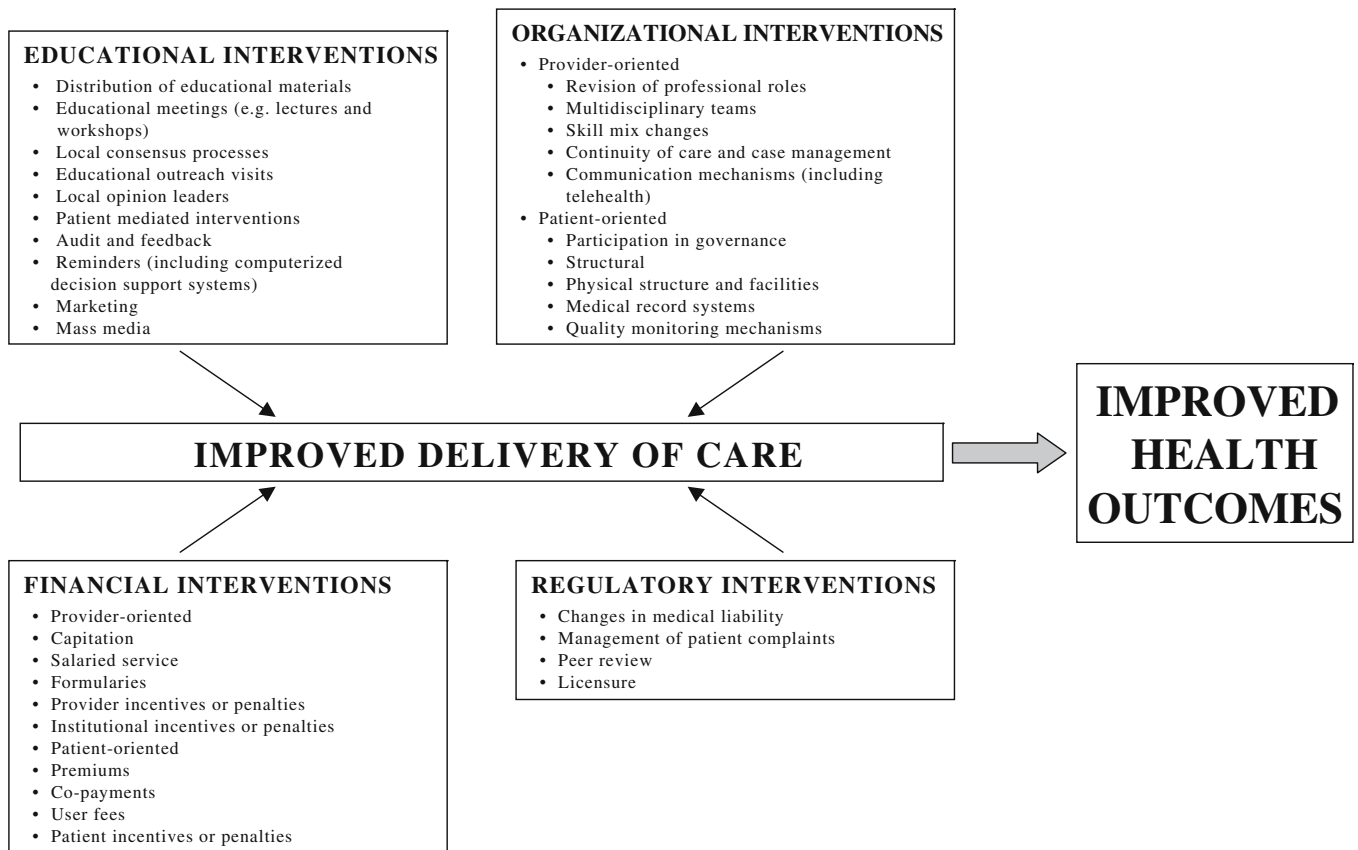 EDUCATIONAL INTERVENTIONS
• Distribution of educational materials
• Educational meetings (e.g. lectures and
workshops)
• Local consensus processes
• Educational outreach visits
• Local opinion leaders
• Patient mediated interventions
• Audit and feedback
• Reminders (including computerized
decision support systems)
• Marketing
• Mass media
ORGANIZATIONAL INTERVENTIONS
• Provider-oriented
• Revision of professional roles
• Multidisciplinary teams
• Skill mix changes
• Continuity of care and case management
• Communication mechanisms (including
telehealth)
• Patient-oriented
• Participation in governance
• Structural
• Physical structure and facilities
• Medical record systems
• Quality monitoring mechanisms
IMPROVED DELIVERY OF CARE
IMPROVED
HEALTH
OUTCOMES
FINANCIAL INTERVENTIONS
• Provider-oriented
• Capitation
• Salaried service
• Formularies
• Provider incentives or penalties
• Institutional incentives or penalties
• Patient-oriented
• Premiums
• Co-payments
• User fees
• Patient incentives or penalties
REGULATORY INTERVENTIONS
• Changes in medical liability
• Management of patient complaints
• Peer review
• Licensure